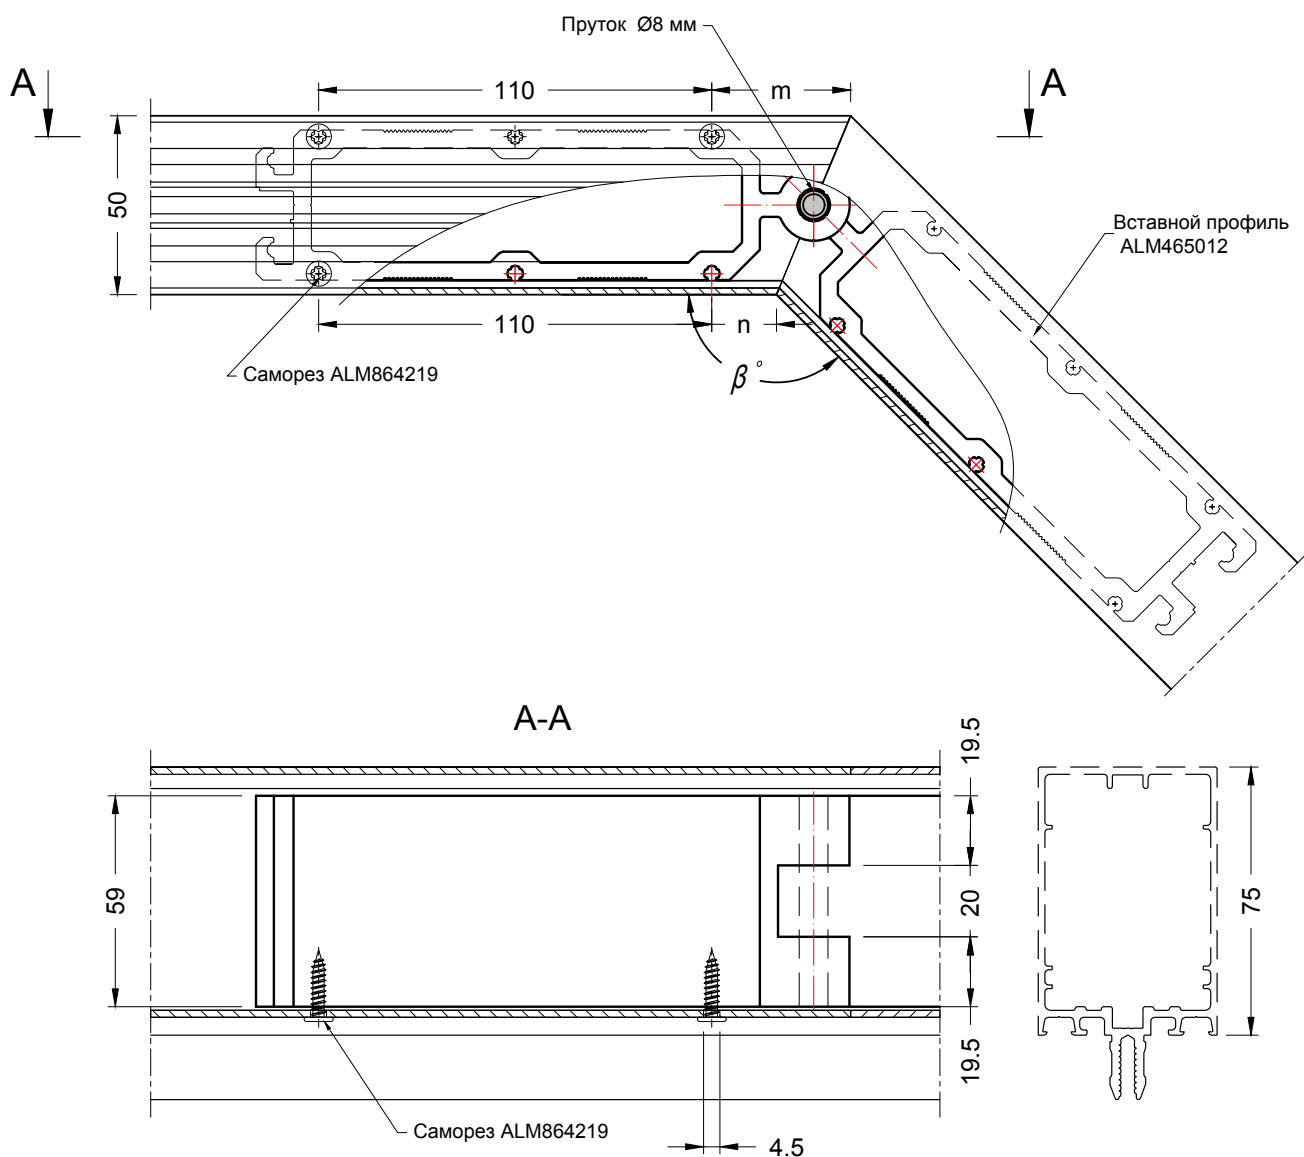 Пруток Ø8 мм
A
A
110
m
50
Вставной профиль
ALM465012
110
n
β°
Саморез ALM864219
A-A
19.5
59
20
75
19.5
Саморез ALM864219
4.5